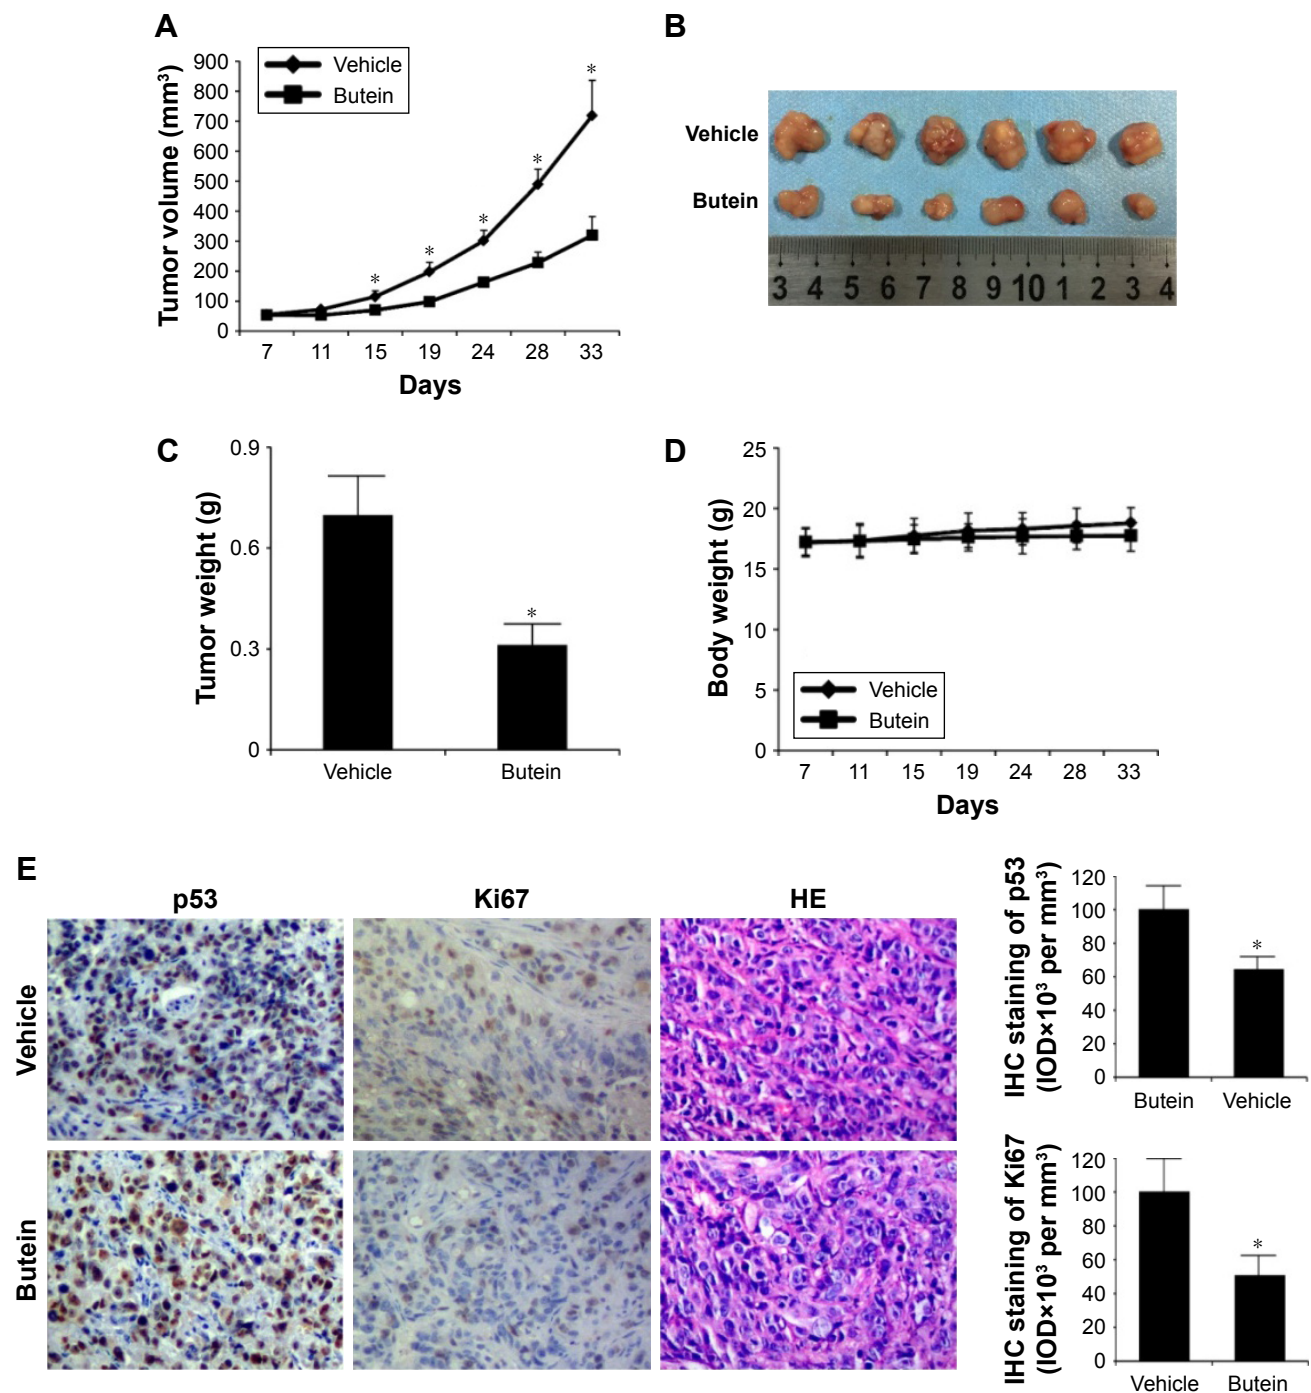 A
Tumor volume (mm³)
900
800
700
600
500
400
300
200
100
0
Vehicle
Butein
*
*
*
*
*
*
7 11 15 19 24 28 33
Days
B
Vehicle
Butein
3 4 5 6 7 8 9 10 1 2 3 4
C
Tumor weight (g)
0.9
0.6
0.3
0
*
Vehicle Butein
D
Body weight (g)
25
20
15
10
5
0
Vehicle
Butein
7 11 15 19 24 28 33
Days
E
p53 Ki67 HE
Vehicle
Butein
IHC staining of p53
(IOD×10³ per mm³)
120
100
80
60
40
20
0
*
Butein Vehicle
IHC staining of Ki67
(IOD×10³ per mm³)
120
100
80
60
40
20
0
*
Vehicle Butein